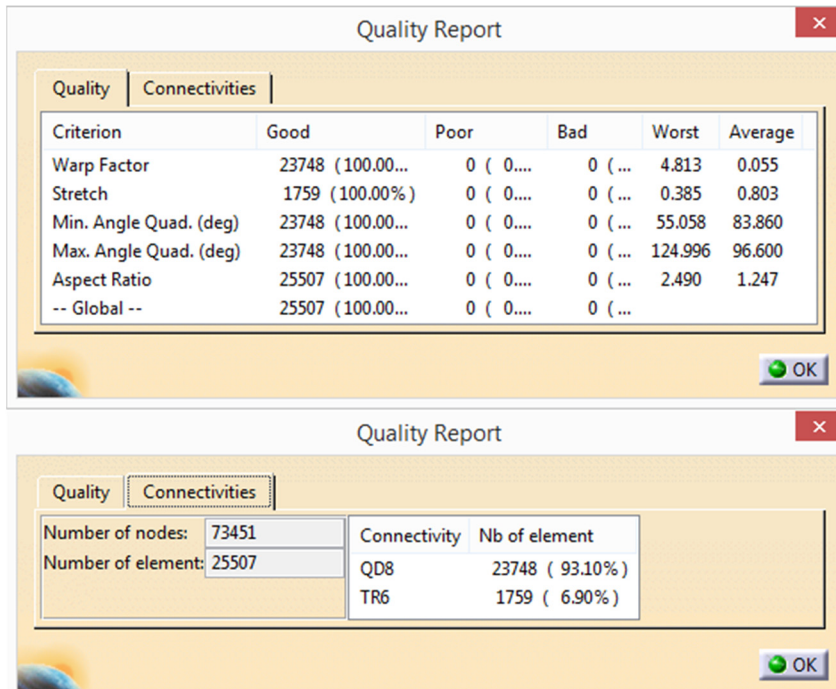 Quality Report
Quality Connectivities
Criterion Good Poor Bad Worst Average
Warp Factor 23748 (100.00... 0 ( 0.... 0 (... 4.813 0.055
Stretch 1759 (100.00%) 0 ( 0.... 0 (... 0.385 0.803
Min. Angle Quad. (deg) 23748 (100.00... 0 ( 0.... 0 (... 55.058 83.860
Max. Angle Quad. (deg) 23748 (100.00... 0 ( 0.... 0 (... 124.996 96.600
Aspect Ratio 25507 (100.00... 0 ( 0.... 0 (... 2.490 1.247
-- Global -- 25507 (100.00... 0 ( 0.... 0 (...
OK
Quality Report
Quality Connectivities
Number of nodes: 73451 Connectivity Nb of element
Number of element: 25507 QD8 23748 ( 93.10%)
TR6 1759 ( 6.90%)
OK